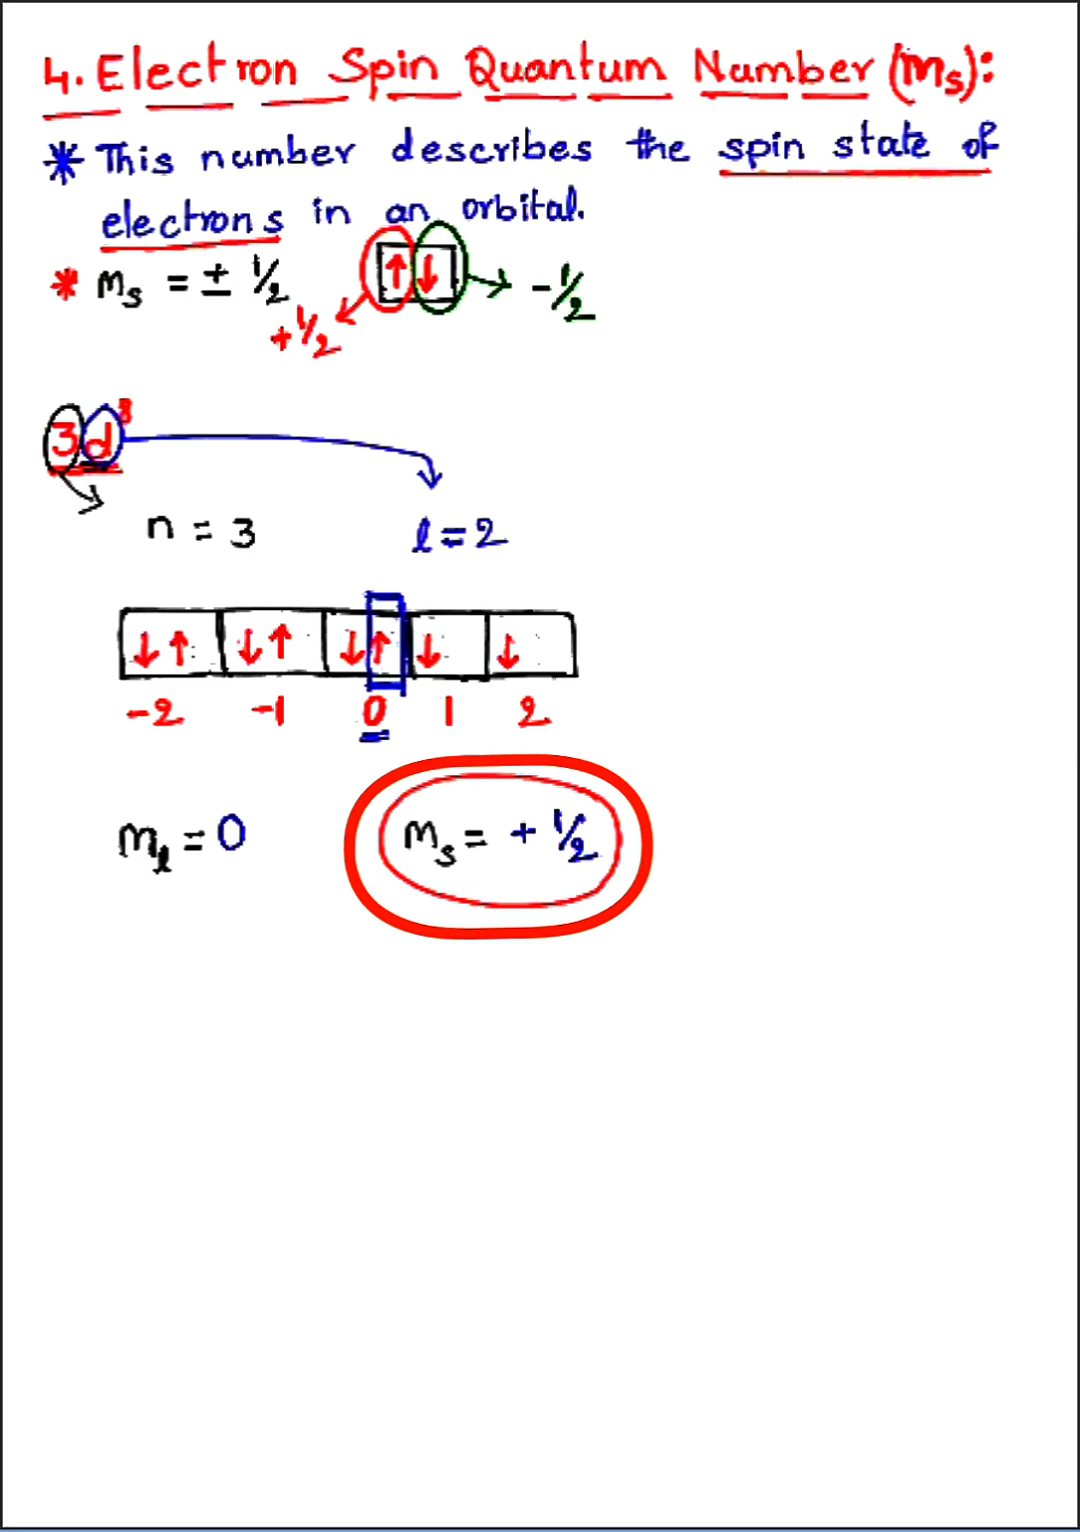 4. Electron Spin Quantum Number (ms):
* This number describes the spin state of
electrons in an orbital.
* ms = ± 1/2 ↑ ↓ → -1/2
+1/2
3d8
n = 3 l = 2
↓↑ ↓↑ ↓↑ ↓ ↓
-2 -1 0 1 2
ml = 0 ms = + 1/2